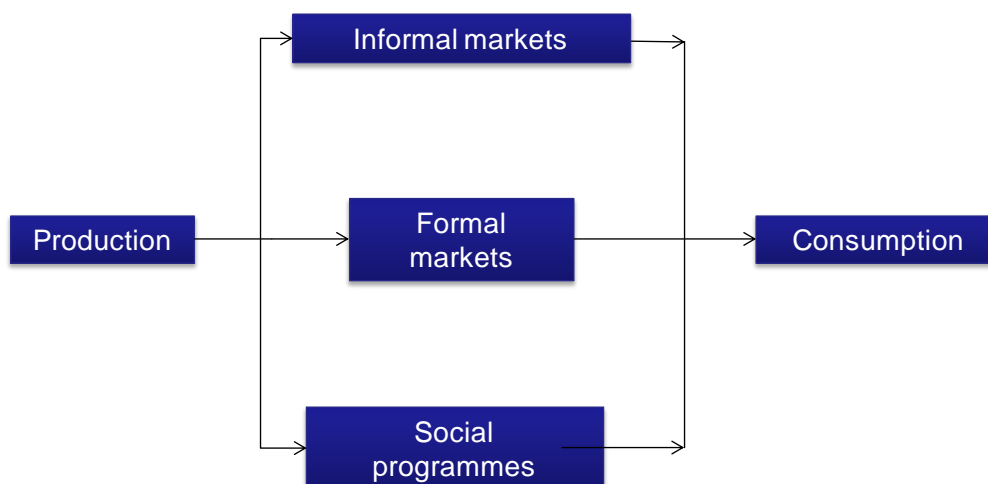 Informal markets
Production
Formal
markets
Consumption
Social
programmes